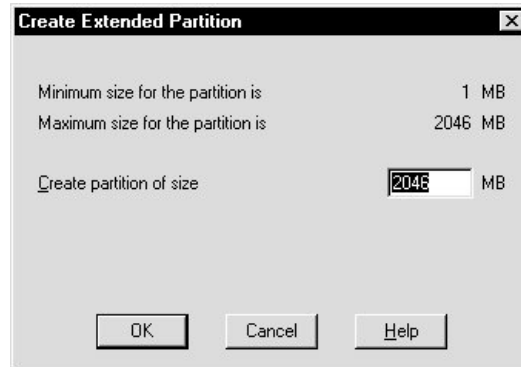 Create Extended Partition
Minimum size for the partition is 1 MB
Maximum size for the partition is 2046 MB
Create partition of size 2046 MB
OK Cancel Help